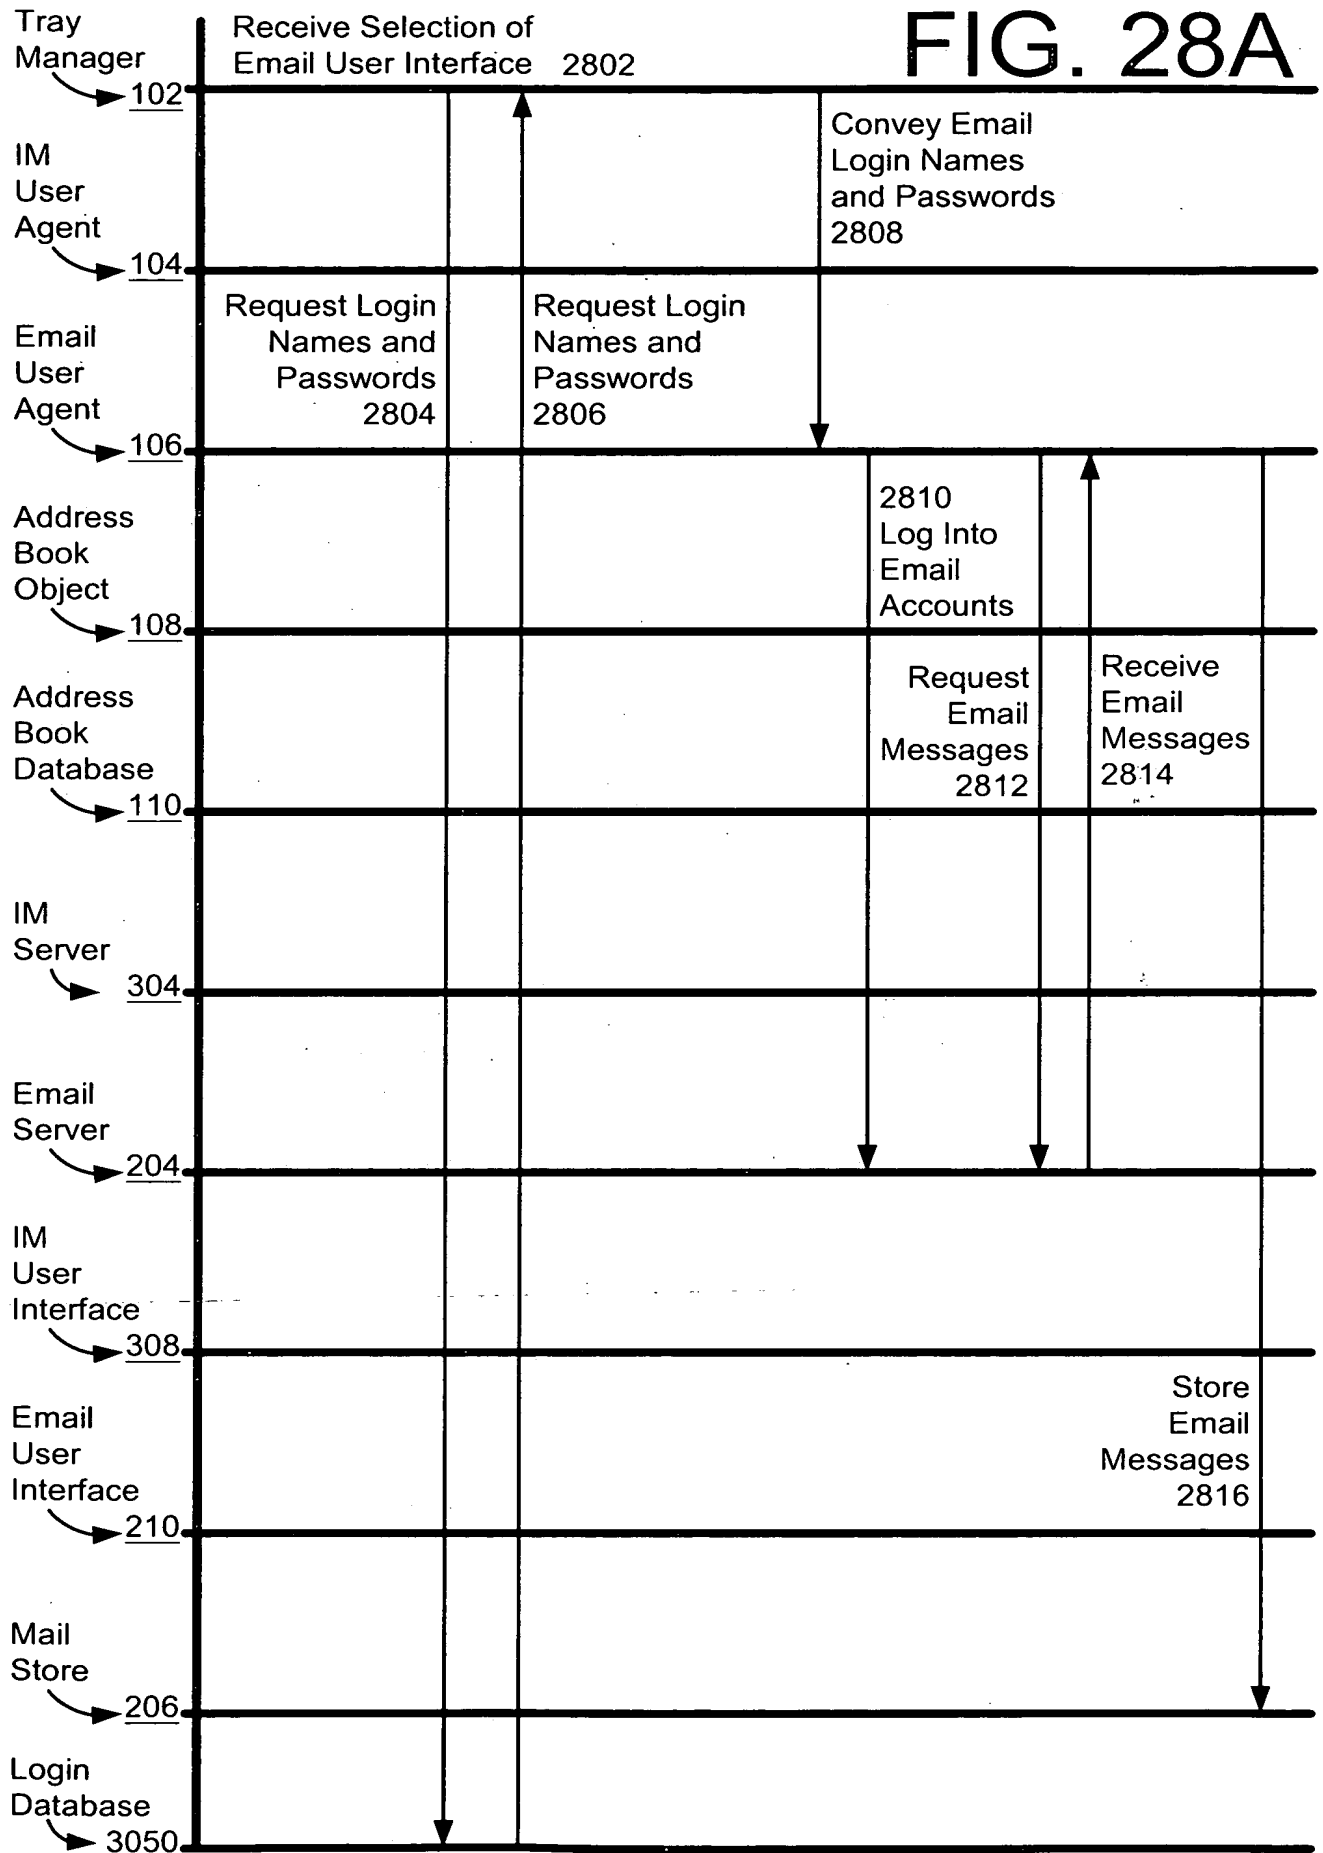 FIG. 28A
Tray
Manager
102
Receive Selection of
Email User Interface 2802
IM
User
Agent
104
Convey Email
Login Names
and Passwords
2808
Email
User
Agent
106
Request Login
Names and
Passwords
2804
Request Login
Names and
Passwords
2806
Address
Book
Object
108
2810
Log Into
Email
Accounts
Address
Book
Database
110
Request
Email
Messages
2812
Receive
Email
Messages
2814
IM
Server
304
Email
Server
204
IM
User
Interface
308
Email
User
Interface
210
Store
Email
Messages
2816
Mail
Store
206
Login
Database
3050